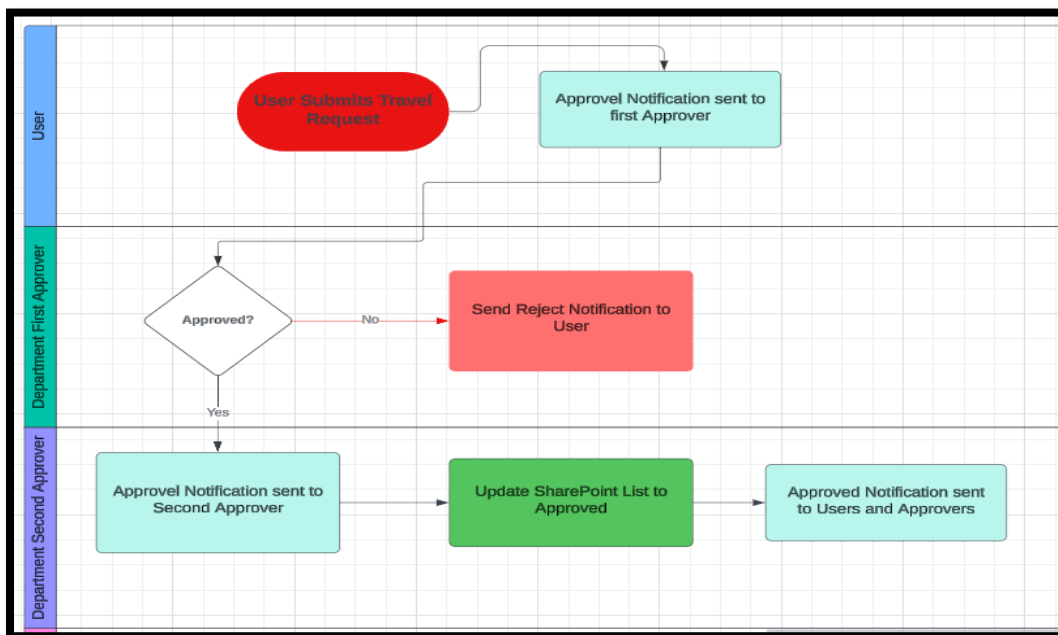 User
User Submits Travel
Request
Approvel Notification sent to
first Approver
Department First Approver
Approved?
No
Send Reject Notification to
User
Yes
Department Second Approver
Approvel Notification sent to
Second Approver
Update SharePoint List to
Approved
Approved Notification sent
to Users and Approvers